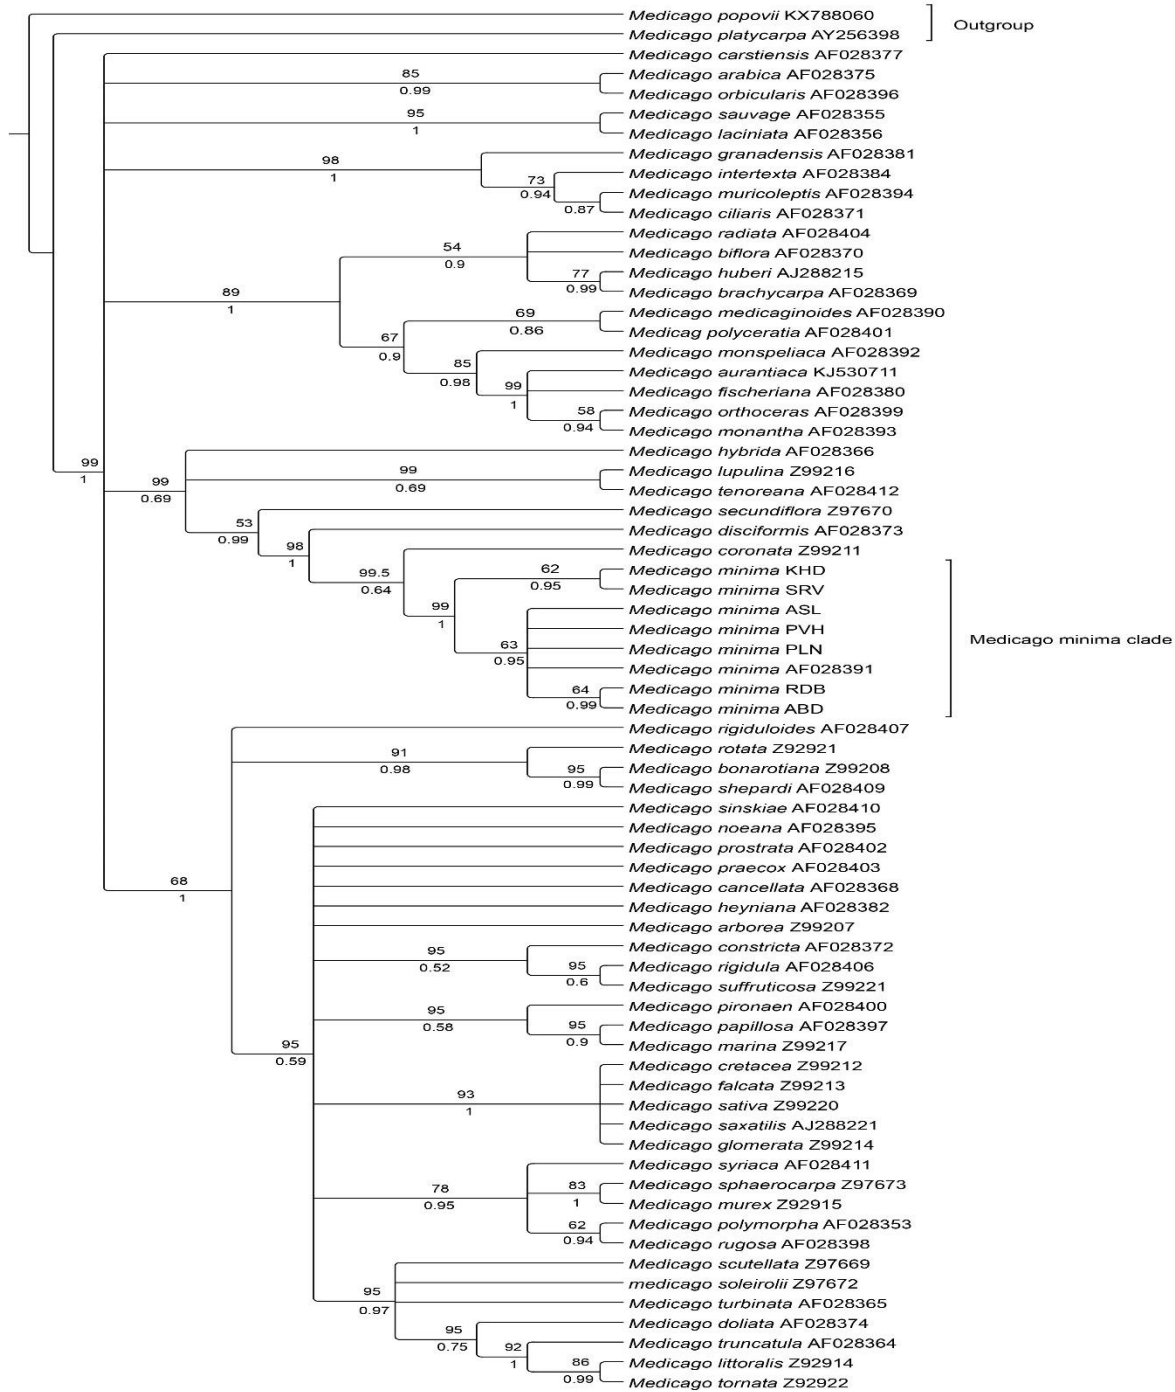 Medicago popovii KX788060
Outgroup
Medicago platycarpa AY256398
Medicago carstiensis AF028377
85
Medicago arabica AF028375
0.99
Medicago orbicularis AF028396
95
Medicago sauvage AF028355
1
Medicago laciniata AF028356
98
Medicago granadensis AF028381
1
73
Medicago intertexta AF028384
0.94
Medicago muricoleptis AF028394
0.87
Medicago ciliaris AF028371
54
Medicago radiata AF028404
0.9
Medicago biflora AF028370
77
Medicago huberi AJ288215
0.99
Medicago brachycarpa AF028369
89
1
69
Medicago medicaginoides AF028390
0.86
Medicag polyceratia AF028401
67
0.9
Medicago monspeliaca AF028392
85
0.98
Medicago aurantiaca KJ530711
99
1
Medicago fischeriana AF028380
58
Medicago orthoceras AF028399
0.94
Medicago monantha AF028393
99
1
Medicago hybrida AF028366
99
0.69
99
Medicago lupulina Z99216
0.69
Medicago tenoreana AF028412
53
0.99
Medicago secundiflora Z97670
98
1
Medicago disciformis AF028373
99.5
0.64
Medicago coronata Z99211
62
Medicago minima KHD
0.95
Medicago minima SRV
99
1
Medicago minima ASL
Medicago minima PVH
63
0.95
Medicago minima PLN
Medicago minima clade
Medicago minima AF028391
64
Medicago minima RDB
0.99
Medicago minima ABD
Medicago rigiduloides AF028407
91
0.98
Medicago rotata Z92921
95
Medicago bonarotiana Z99208
0.99
Medicago shepardi AF028409
Medicago sinskiae AF028410
Medicago noeana AF028395
Medicago prostrata AF028402
Medicago praecox AF028403
68
1
Medicago cancellata AF028368
Medicago heyniana AF028382
Medicago arborea Z99207
95
0.52
Medicago constricta AF028372
95
Medicago rigidula AF028406
0.6
Medicago suffruticosa Z99221
95
0.58
Medicago pironaen AF028400
95
Medicago papillosa AF028397
0.9
Medicago marina Z99217
95
0.59
Medicago cretacea Z99212
Medicago falcata Z99213
93
1
Medicago sativa Z99220
Medicago saxatilis AJ288221
Medicago glomerata Z99214
78
0.95
Medicago syriaca AF028411
83
Medicago sphaerocarpa Z97673
1
Medicago murex Z92915
62
Medicago polymorpha AF028353
0.94
Medicago rugosa AF028398
95
0.97
Medicago scutellata Z97669
medicago soleirolii Z97672
Medicago turbinata AF028365
95
0.75
Medicago doliata AF028374
92
1
Medicago truncatula AF028364
86
Medicago littoralis Z92914
0.99
Medicago tornata Z92922